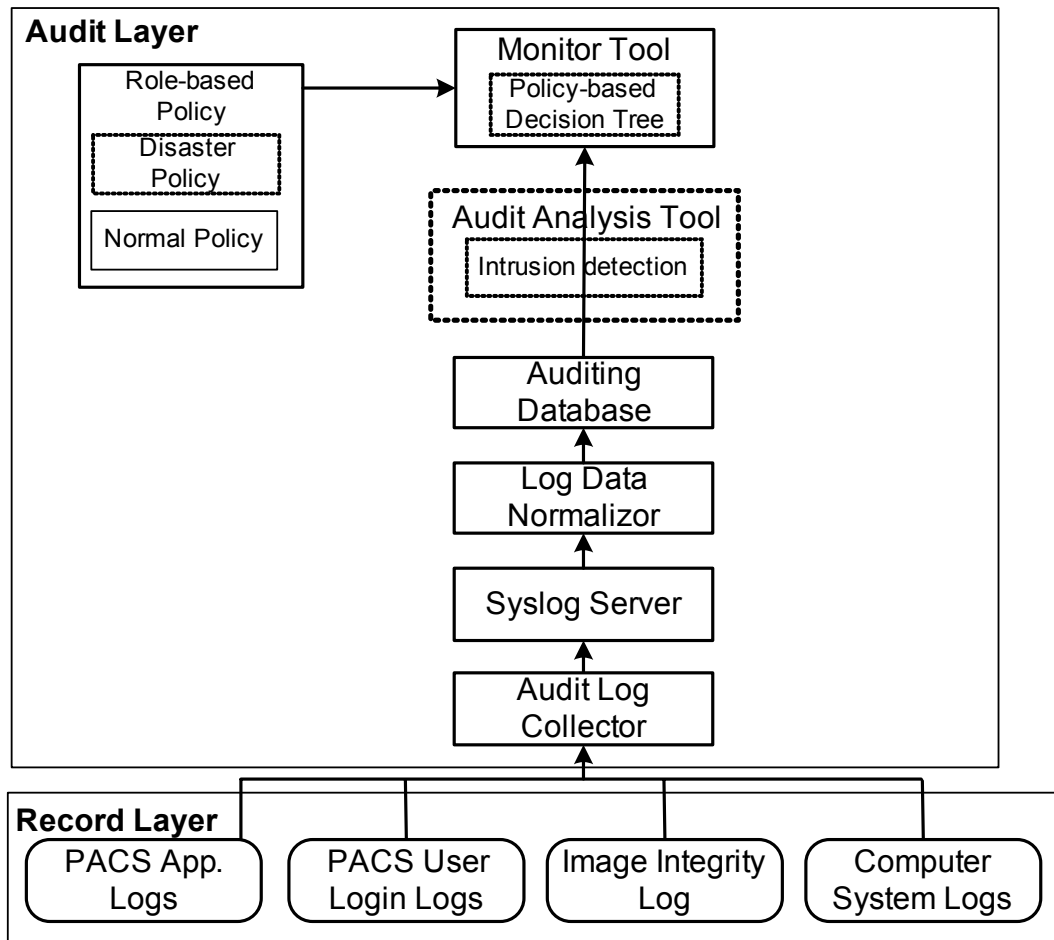 Audit Layer
Role-based
Policy
Disaster
Policy
Normal Policy
Monitor Tool
Policy-based
Decision Tree
Audit Analysis Tool
Intrusion detection
Auditing
Database
Log Data
Normalizor
Syslog Server
Audit Log
Collector
Record Layer
PACS App.
Logs
PACS User
Login Logs
Image Integrity
Log
Computer
System Logs